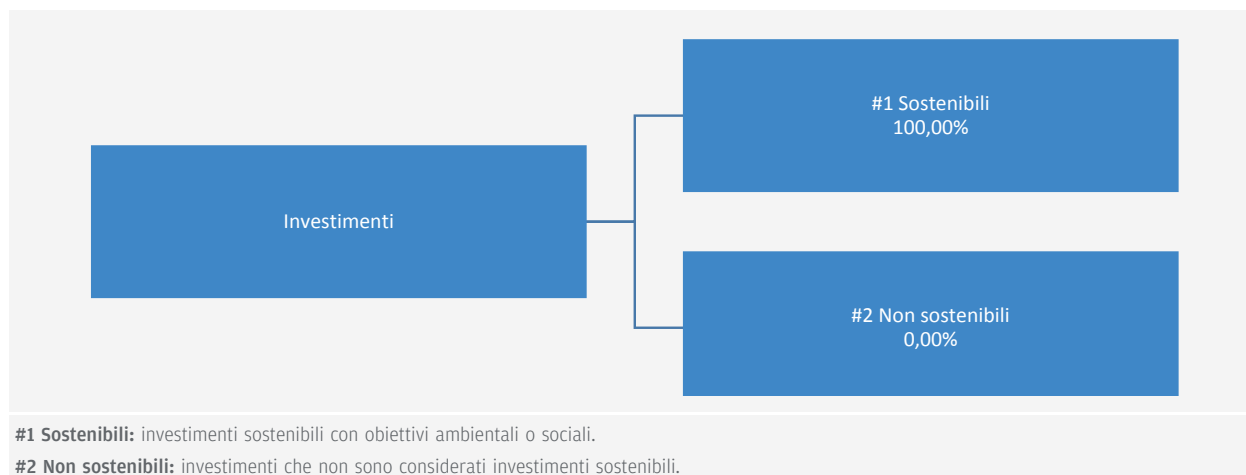 #1 Sostenibili
100,00%
Investimenti
#2 Non sostenibili
0,00%
#1 Sostenibili: investimenti sostenibili con obiettivi ambientali o sociali.
#2 Non sostenibili: investimenti che non sono considerati investimenti sostenibili.